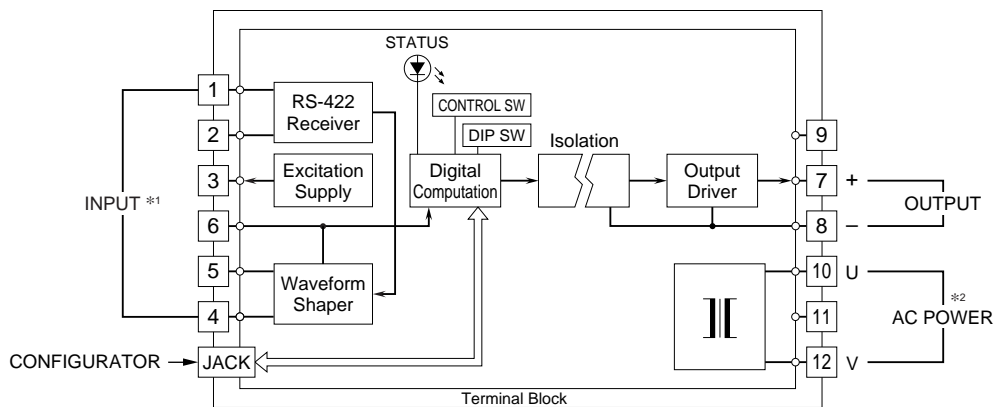 STATUS
1
RS-422
Receiver
CONTROL SW
2
DIP SW
Isolation
9
3
Excitation
Supply
Digital
Computation
Output
Driver
7
+
INPUT *1
OUTPUT
6
8
–
5
Waveform
Shaper
10
U
4
11
*2
AC POWER
CONFIGURATOR
JACK
12
V
Terminal Block